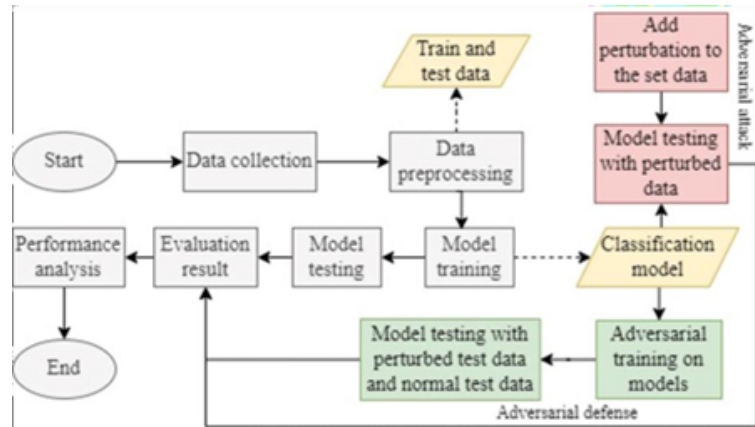 Train and
test data
Add
perturbation to
the set data
Adversarial attack
Start
Data collection
Data
preprocessing
Model testing
with perturbed
data
Performance
analysis
Evaluation
result
Model
testing
Model
training
Classification
model
End
Model testing with
perturbed test data
and normal test data
Adversarial
training on
models
Adversarial defense